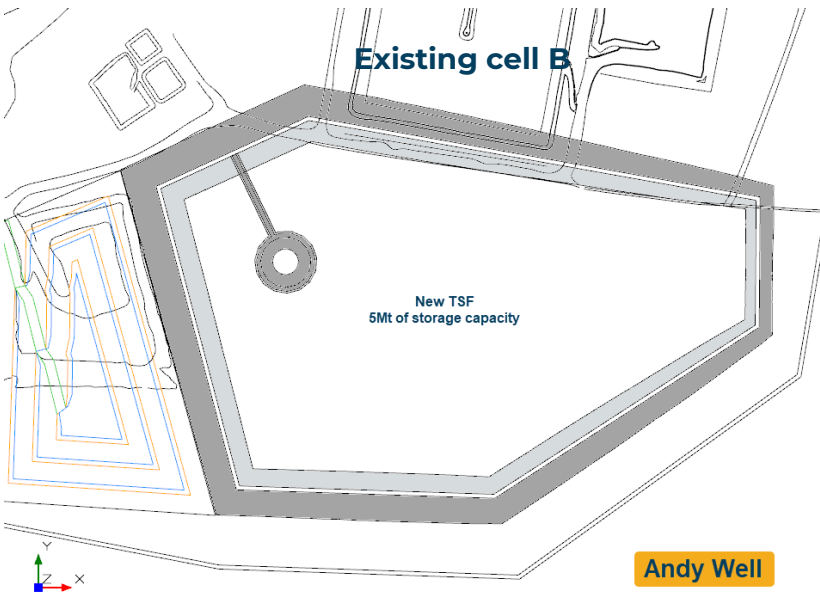 Existing cell B
New TSF
5Mt of storage capacity
Y
Z
X
Andy Well